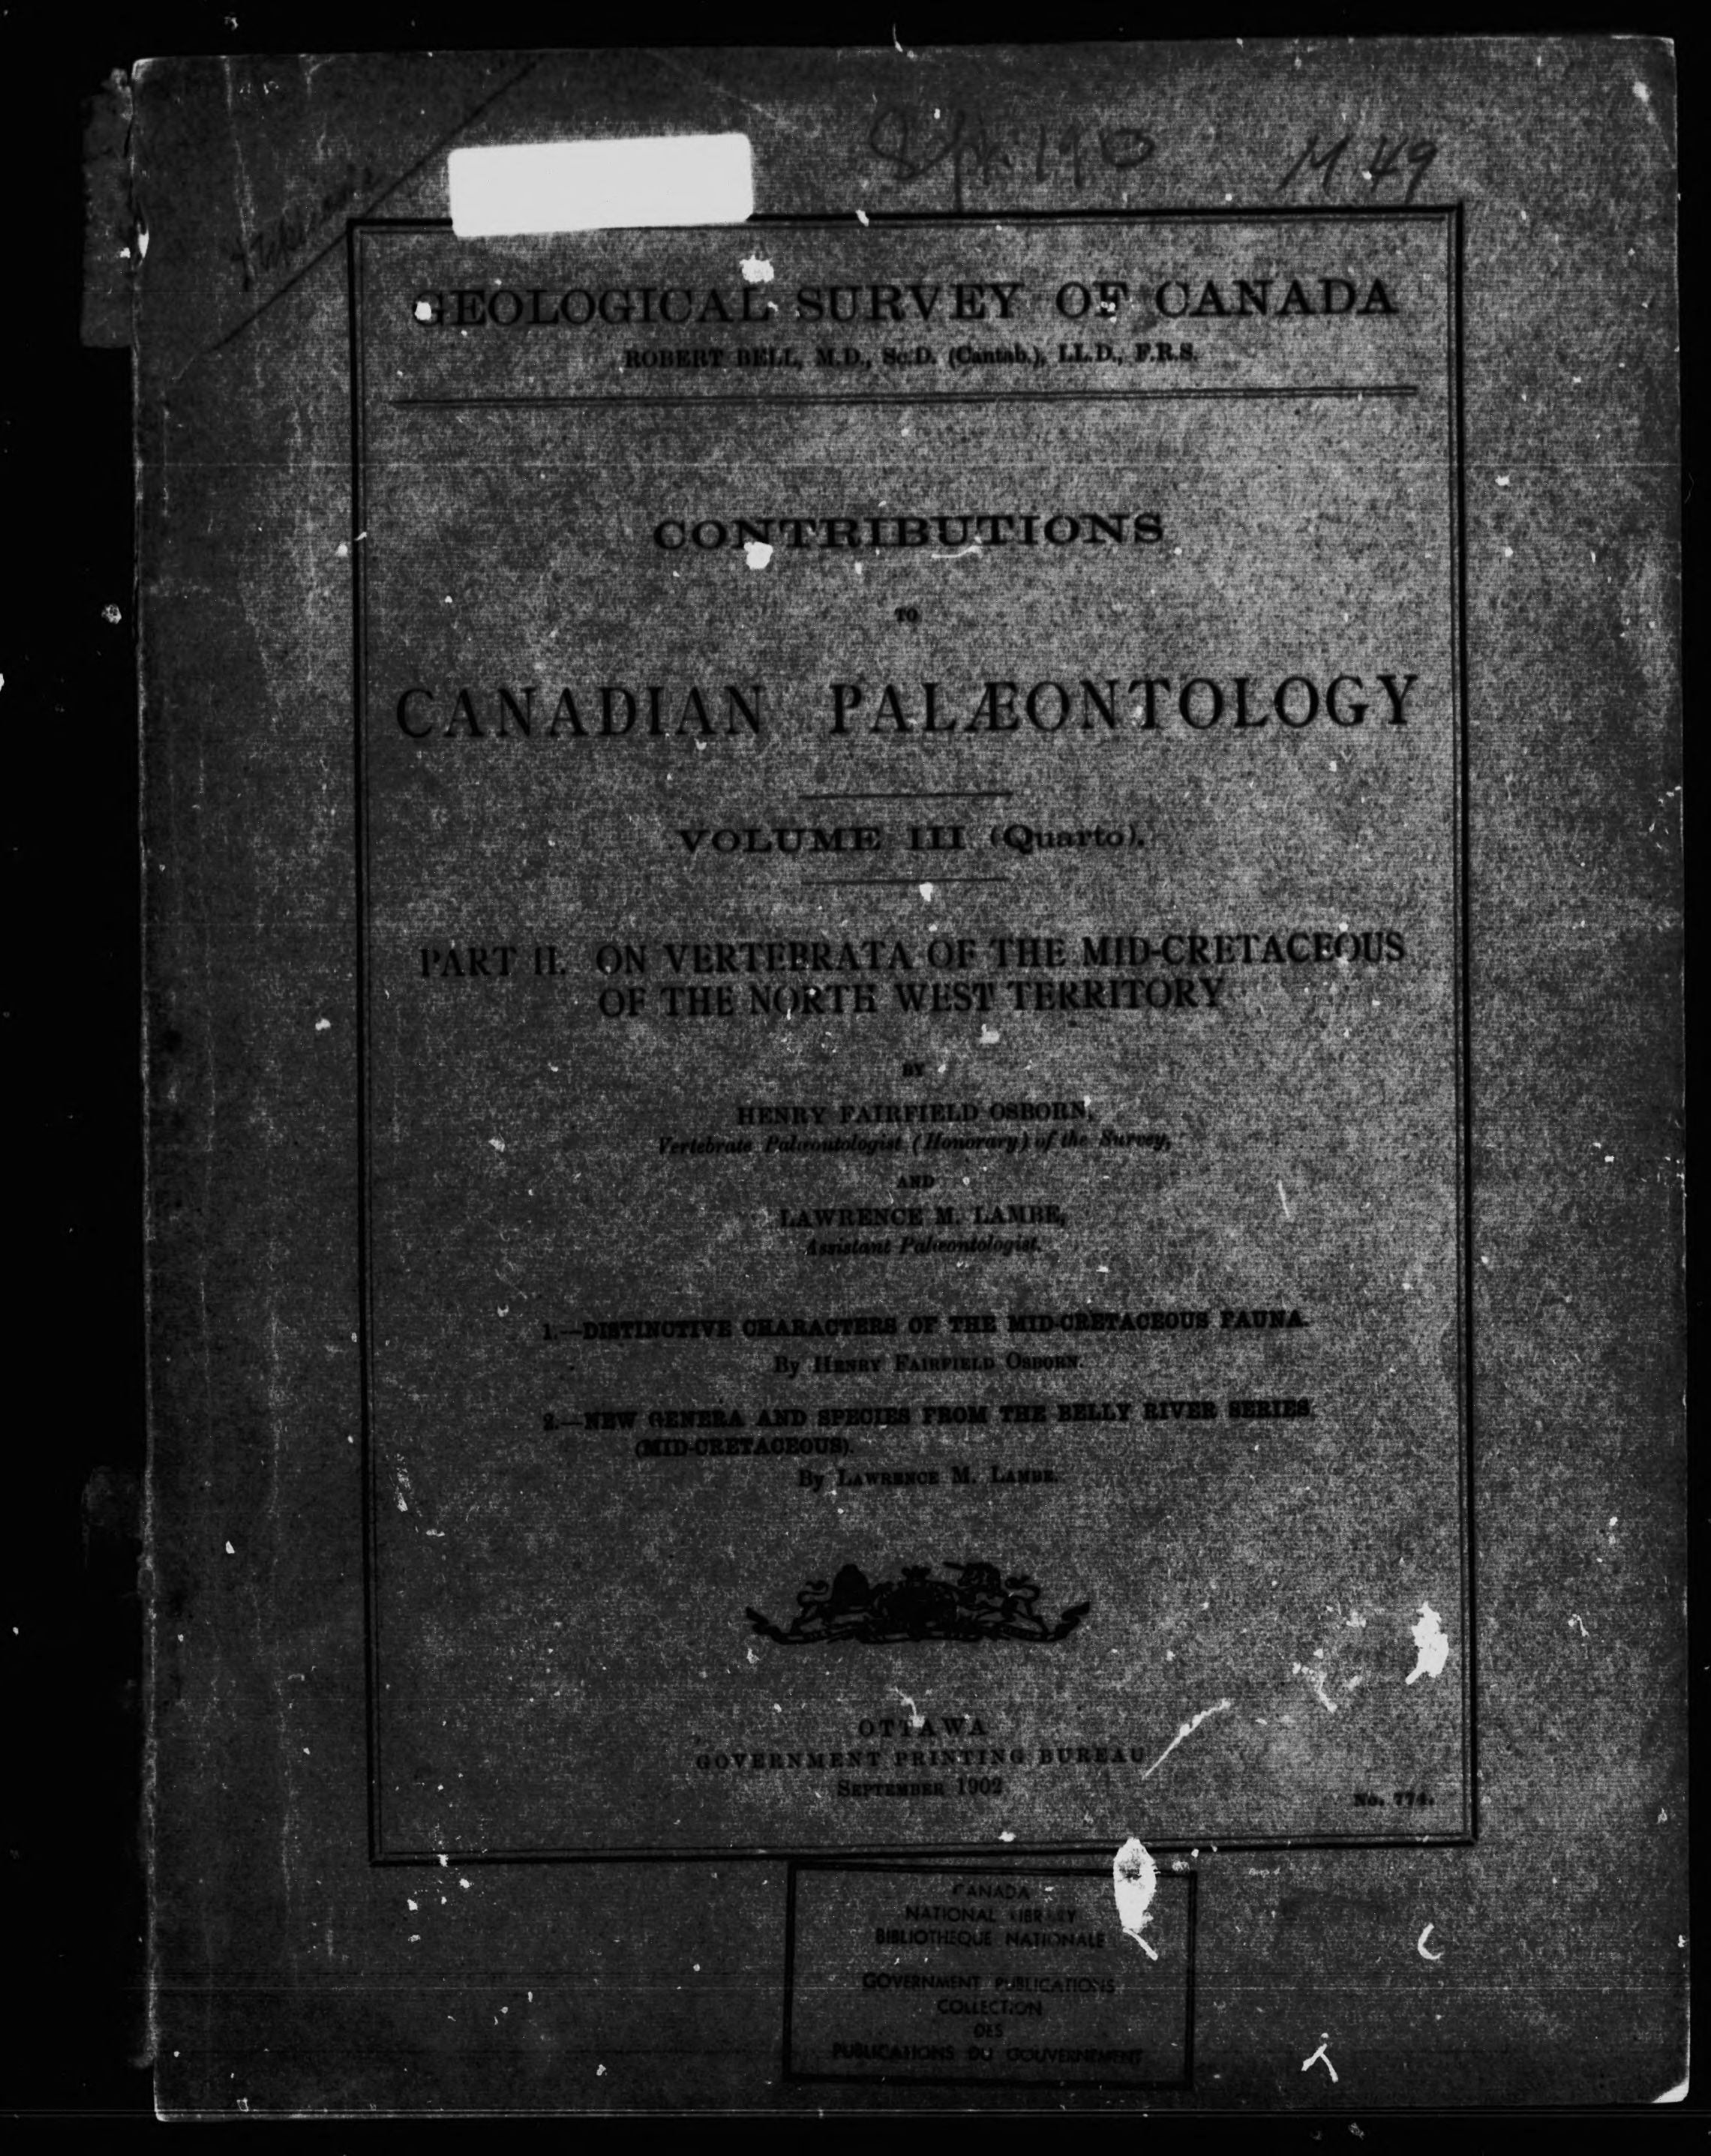 M 49
GEOLOGICAL SURVEY OF CANADA
ROBERT BELL, M.D., Sc.D. (Cantab.), LL.D., F.R.S.
CONTRIBUTIONS
TO
CANADIAN PALÆONTOLOGY
VOLUME III (Quarto).
PART II. ON VERTEBRATA OF THE MID-CRETACEOUS
OF THE NORTH WEST TERRITORY
BY
HENRY FAIRFIELD OSBORN,
Vertebrate Palæontologist (Honorary) of the Survey,
AND
LAWRENCE M. LAMBE,
Assistant Palæontologist.
1.—DISTINCTIVE CHARACTERS OF THE MID-CRETACEOUS FAUNA.
By HENRY FAIRFIELD OSBORN.
2.—NEW GENERA AND SPECIES FROM THE BELLY RIVER SERIES
(MID-CRETACEOUS).
By LAWRENCE M. LAMBE.
OTTAWA
GOVERNMENT PRINTING BUREAU
SEPTEMBER 1902
No. 774.
CANADA
NATIONAL LIBRARY
BIBLIOTHEQUE NATIONALE
GOVERNMENT PUBLICATIONS
COLLECTION
DES
PUBLICATIONS DU GOUVERNEMENT